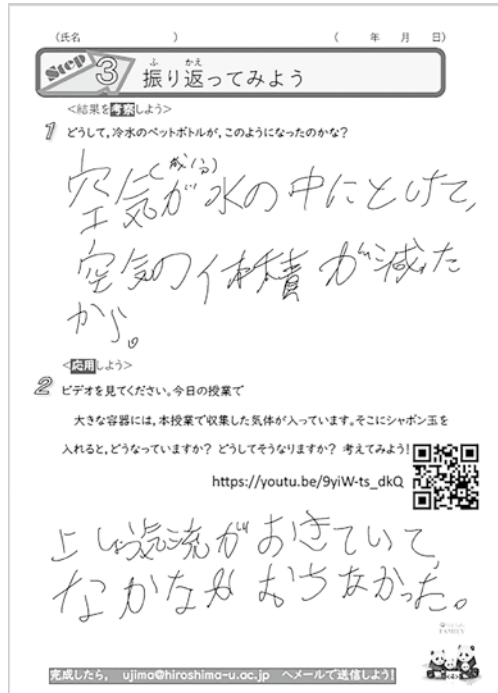 (氏名　　　　　　　　) (　　年　月　日)
Step 3 振り返ってみよう
ふ かえ
<結果を考察しよう>
1 どうして,冷水のペットボトルが,このようになったのかな?
(成分)
空気が水の中にとけて,
空気の体積が減った
から。
<応用しよう>
2 ビデオを見てください。今日の授業で
大きな容器には,本授業で収集した気体が入っています。そこにシャボン玉を
入れると,どうなっていますか? どうしてそうなりますか? 考えてみよう!
https://youtu.be/9yiW-ts_dkQ
上しょう気流がおきていて,
なかなかおちなかった。
FAMILY
完成したら, ujima@hiroshima-u.ac.jp へメールで送信しよう!